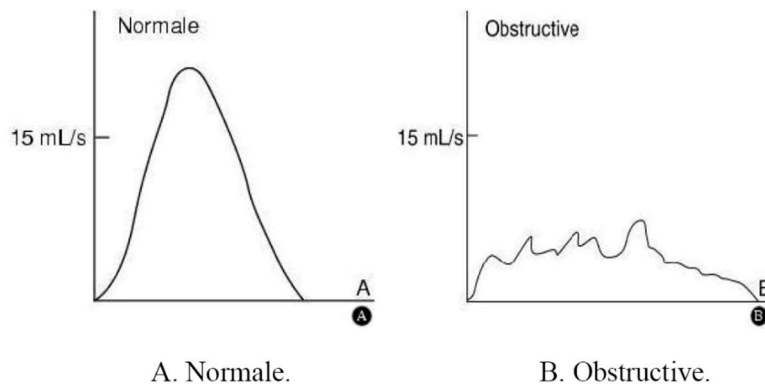 Normale
15 mL/s
A
A
Obstructive
15 mL/s
B
A. Normale.
B. Obstructive.